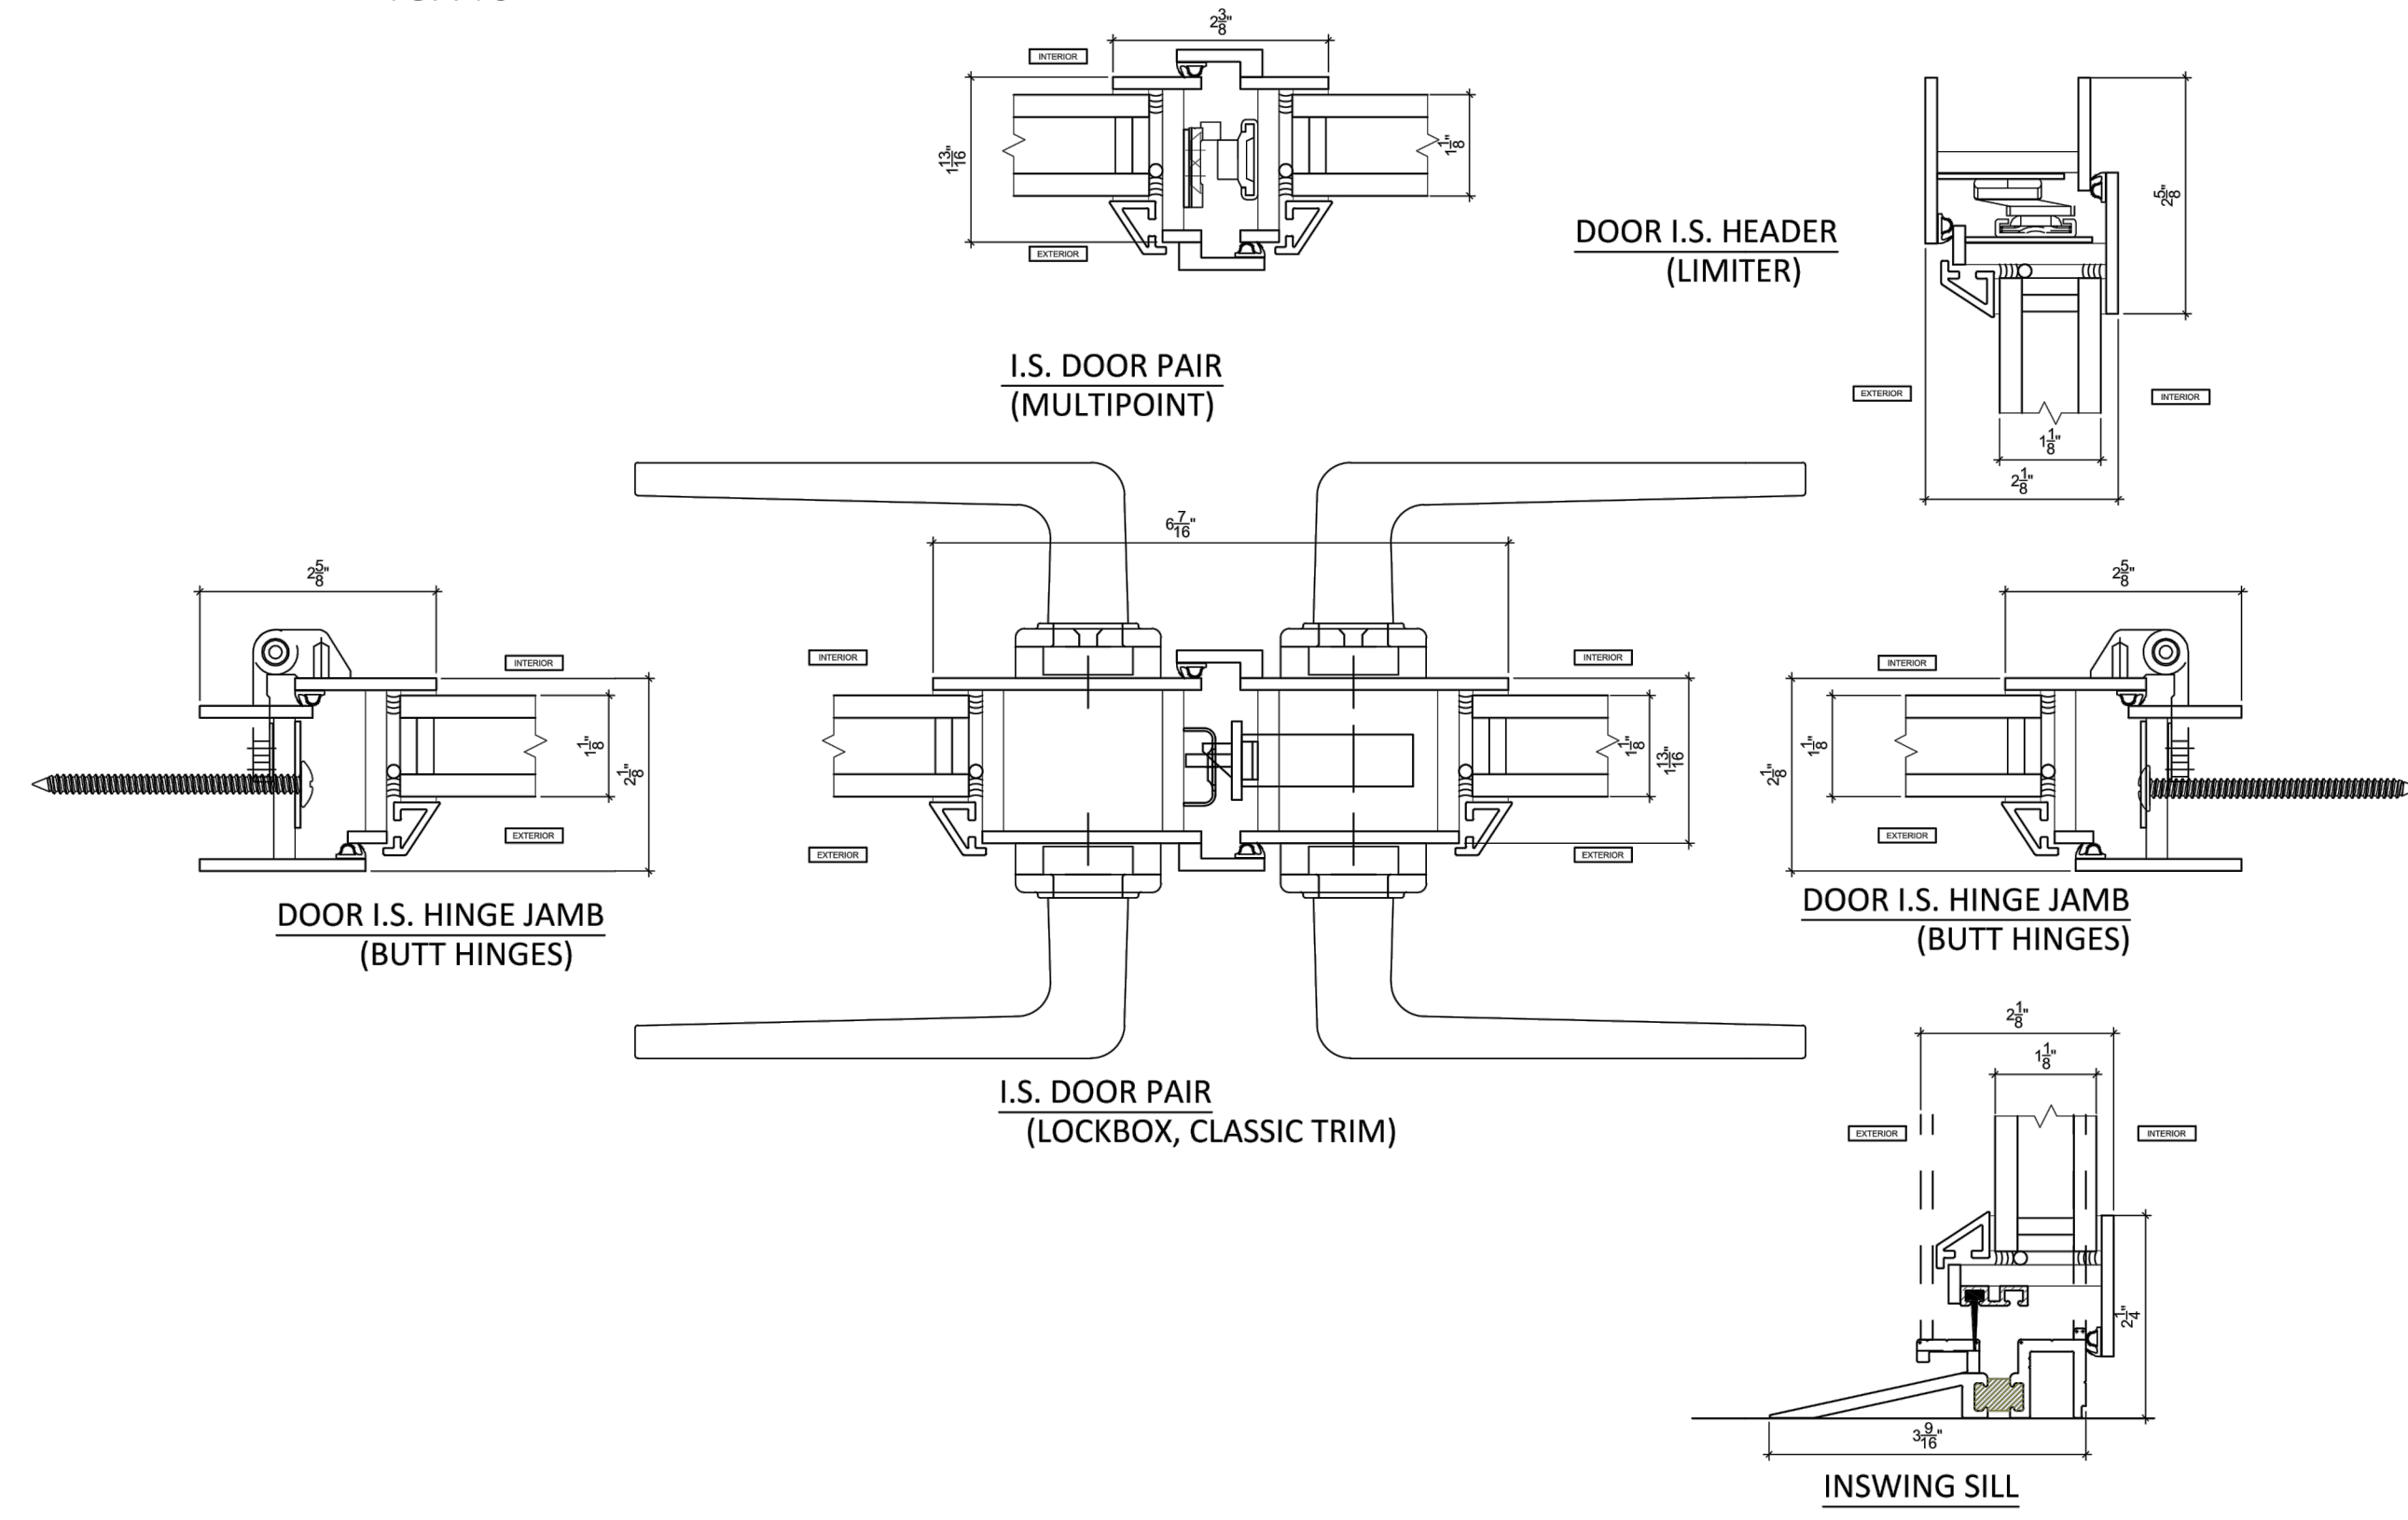 2 3/8"
INTERIOR
1 13/16"
1 1/8"
EXTERIOR
I.S. DOOR PAIR
(MULTIPOINT)
DOOR I.S. HEADER
(LIMITER)
2 5/8"
EXTERIOR
INTERIOR
1 1/8"
2 1/8"
2 5/8"
INTERIOR
1 1/8"
2 1/8"
EXTERIOR
DOOR I.S. HINGE JAMB
(BUTT HINGES)
6 7/16"
INTERIOR
INTERIOR
1 1/8"
1 13/16"
EXTERIOR
EXTERIOR
I.S. DOOR PAIR
(LOCKBOX, CLASSIC TRIM)
2 5/8"
INTERIOR
1 1/8"
2 1/8"
EXTERIOR
DOOR I.S. HINGE JAMB
(BUTT HINGES)
2 1/8"
1 1/8"
EXTERIOR
INTERIOR
2 1/4"
3 9/16"
INSWING SILL